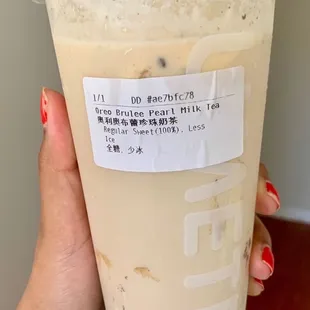 1/1 DD #ae7bfc78
Oreo Brulee Pearl Milk Tea
奥利奥布蕾珍珠奶茶
Regular Sweet(100%), Less
Ice
全糖, 少冰